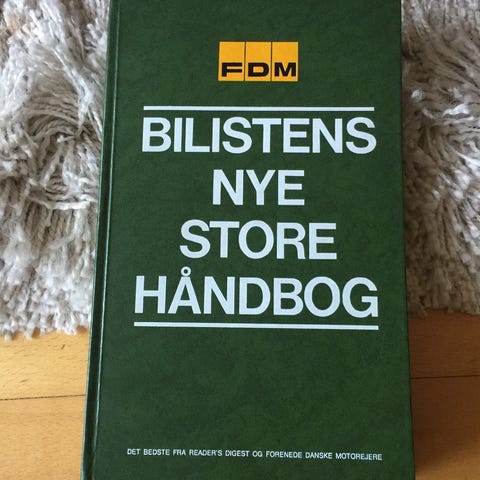 FDM
BILISTENS
NYE
STORE
HÅNDBOG
DET BEDSTE FRA READER'S DIGEST OG FORENEDE DANSKE MOTOREJERE